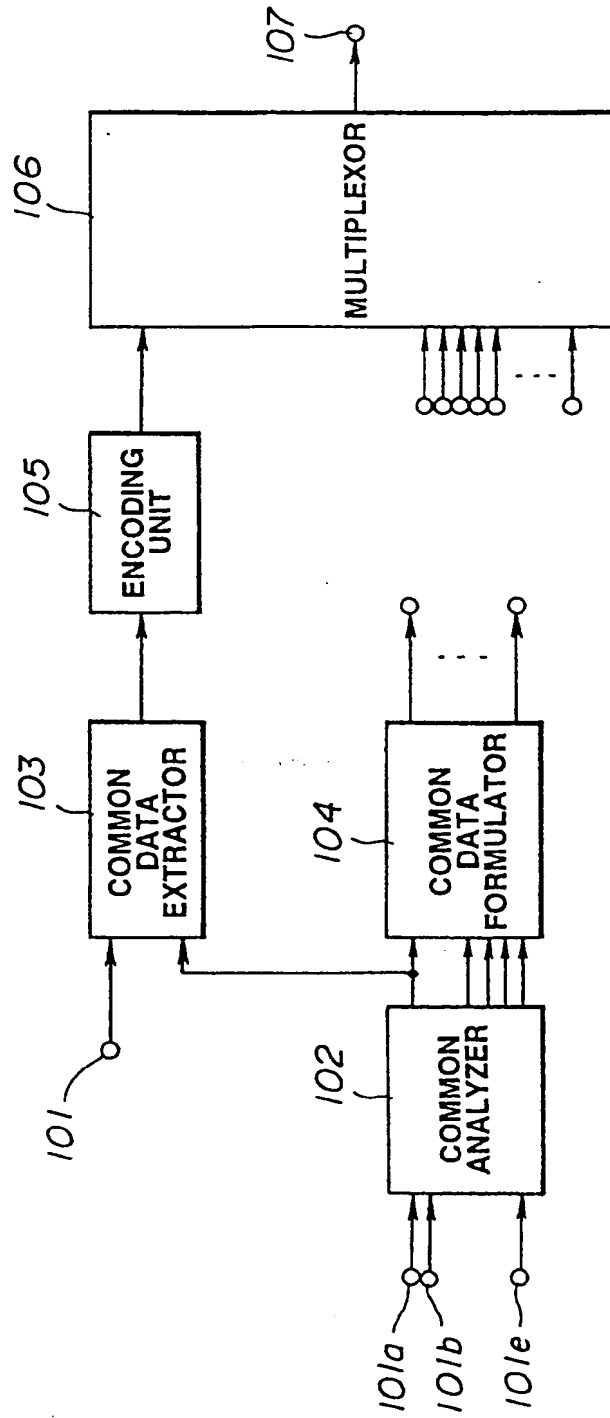 101
103
COMMON
DATA
EXTRACTOR
105
ENCODING
UNIT
106
MULTIPLEXOR
107
101a
101b
101e
102
COMMON
ANALYZER
104
COMMON
DATA
FORMULATOR